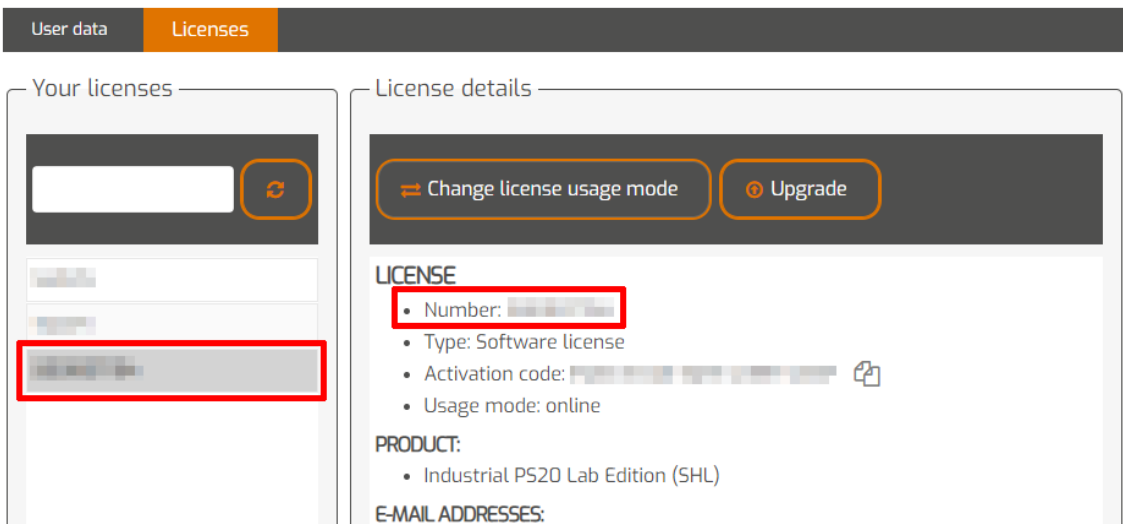 User data
Licenses
Your licenses
License details
Change license usage mode
Upgrade
LICENSE
Number:
Type: Software license
Activation code:
Usage mode: online
PRODUCT:
Industrial PS20 Lab Edition (SHL)
E-MAIL ADDRESSES: